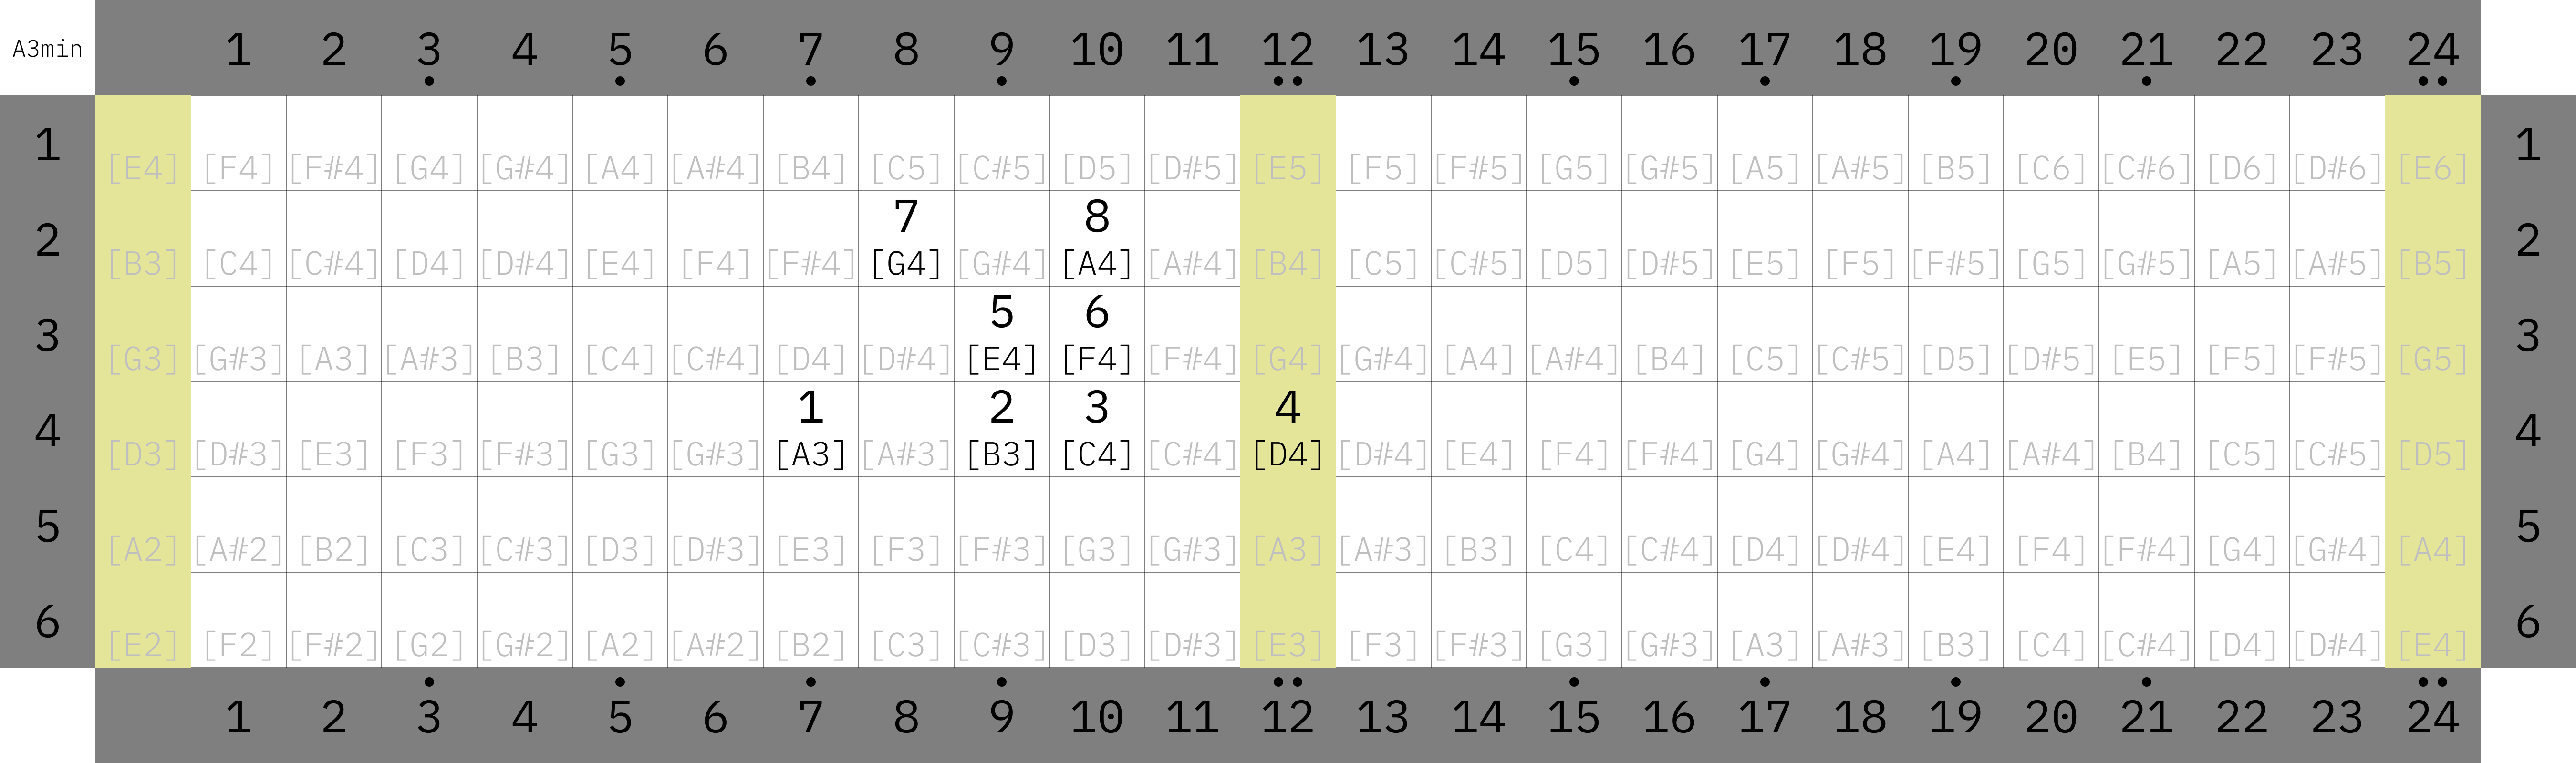 A3min 1 2 3 4 5 6 7 8 9 10 11 12 13 14 15 16 17 18 19 20 21 22 23 24
1 [E4] [F4] [F#4] [G4] [G#4] [A4] [A#4] [B4] [C5] [C#5] [D5] [D#5] [E5] [F5] [F#5] [G5] [G#5] [A5] [A#5] [B5] [C6] [C#6] [D6] [D#6] [E6] 1
7 8
2 [B3] [C4] [C#4] [D4] [D#4] [E4] [F4] [F#4] [G4] [G#4] [A4] [A#4] [B4] [C5] [C#5] [D5] [D#5] [E5] [F5] [F#5] [G5] [G#5] [A5] [A#5] [B5] 2
5 6
3 [G3] [G#3] [A3] [A#3] [B3] [C4] [C#4] [D4] [D#4] [E4] [F4] [F#4] [G4] [G#4] [A4] [A#4] [B4] [C5] [C#5] [D5] [D#5] [E5] [F5] [F#5] [G5] 3
1 2 3 4
4 [D3] [D#3] [E3] [F3] [F#3] [G3] [G#3] [A3] [A#3] [B3] [C4] [C#4] [D4] [D#4] [E4] [F4] [F#4] [G4] [G#4] [A4] [A#4] [B4] [C5] [C#5] [D5] 4
5 [A2] [A#2] [B2] [C3] [C#3] [D3] [D#3] [E3] [F3] [F#3] [G3] [G#3] [A3] [A#3] [B3] [C4] [C#4] [D4] [D#4] [E4] [F4] [F#4] [G4] [G#4] [A4] 5
6 [E2] [F2] [F#2] [G2] [G#2] [A2] [A#2] [B2] [C3] [C#3] [D3] [D#3] [E3] [F3] [F#3] [G3] [G#3] [A3] [A#3] [B3] [C4] [C#4] [D4] [D#4] [E4] 6
1 2 3 4 5 6 7 8 9 10 11 12 13 14 15 16 17 18 19 20 21 22 23 24